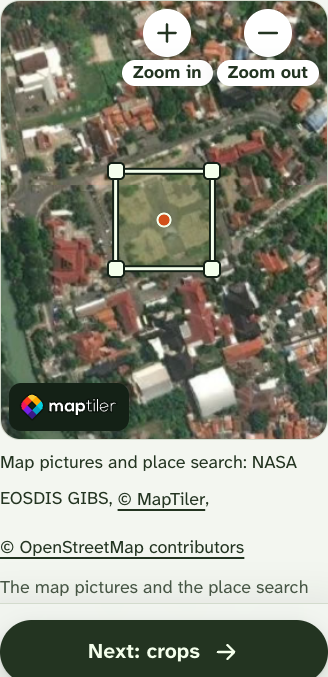 Zoom in
Zoom out
maptiler
Map pictures and place search: NASA
EOSDIS GIBS, © MapTiler,
© OpenStreetMap contributors
The map pictures and the place search
Next: crops →